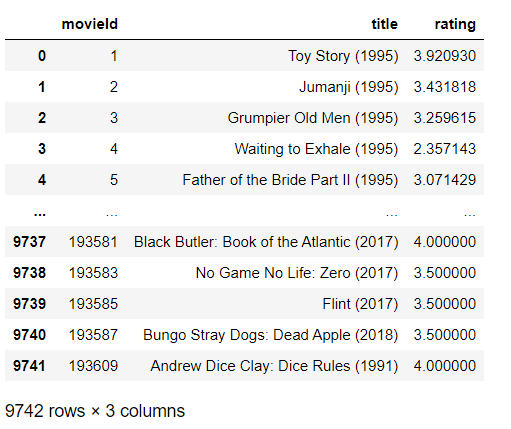 movieId title rating
0 1 Toy Story (1995) 3.920930
1 2 Jumanji (1995) 3.431818
2 3 Grumpier Old Men (1995) 3.259615
3 4 Waiting to Exhale (1995) 2.357143
4 5 Father of the Bride Part II (1995) 3.071429
... ... ... ...
9737 193581 Black Butler: Book of the Atlantic (2017) 4.000000
9738 193583 No Game No Life: Zero (2017) 3.500000
9739 193585 Flint (2017) 3.500000
9740 193587 Bungo Stray Dogs: Dead Apple (2018) 3.500000
9741 193609 Andrew Dice Clay: Dice Rules (1991) 4.000000
9742 rows × 3 columns